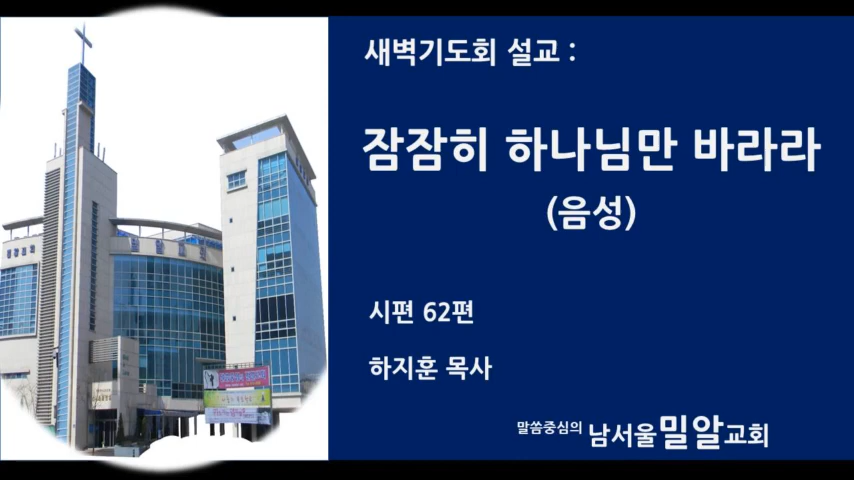 새벽기도회 설교 :
잠잠히 하나님만 바라라
(음성)
시편 62편
하지훈 목사
말씀중심의 남서울밀알교회